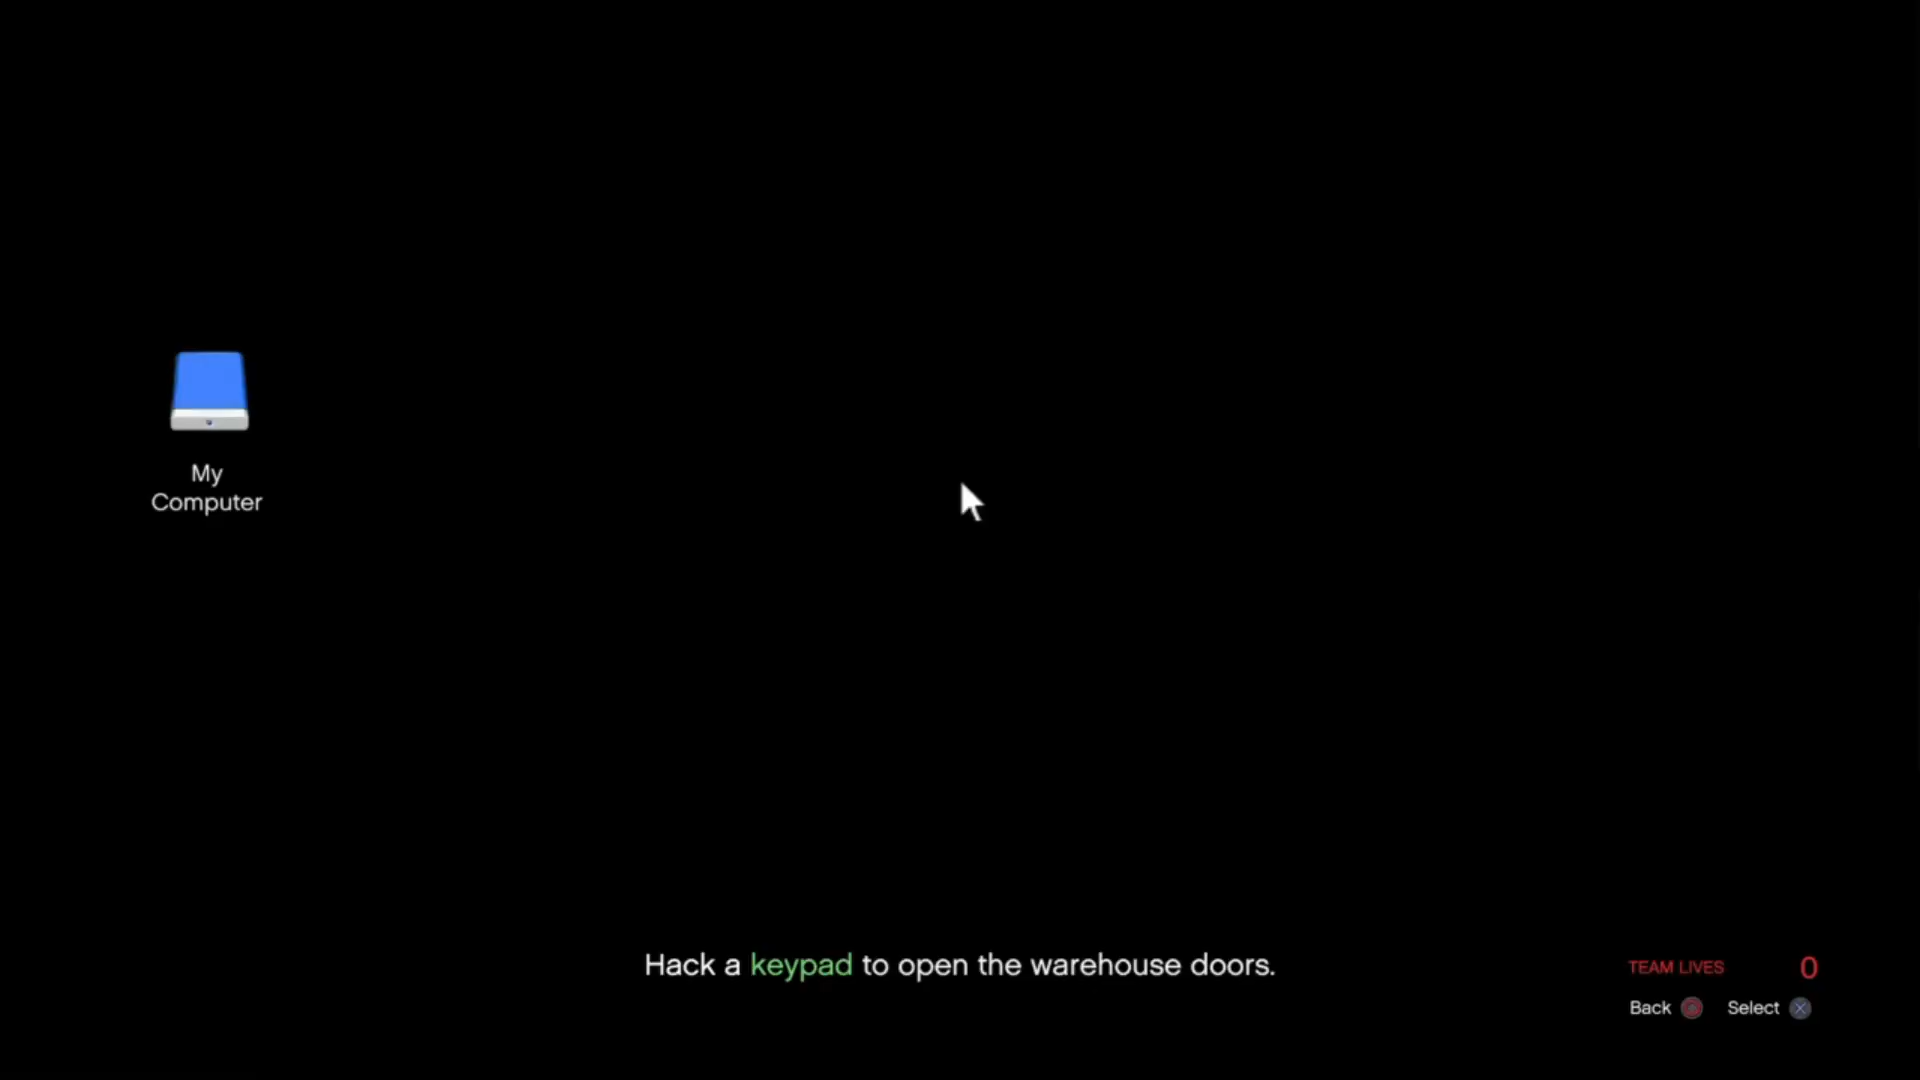 My
Computer
Hack a keypad to open the warehouse doors.
TEAM LIVES 0
Back Select